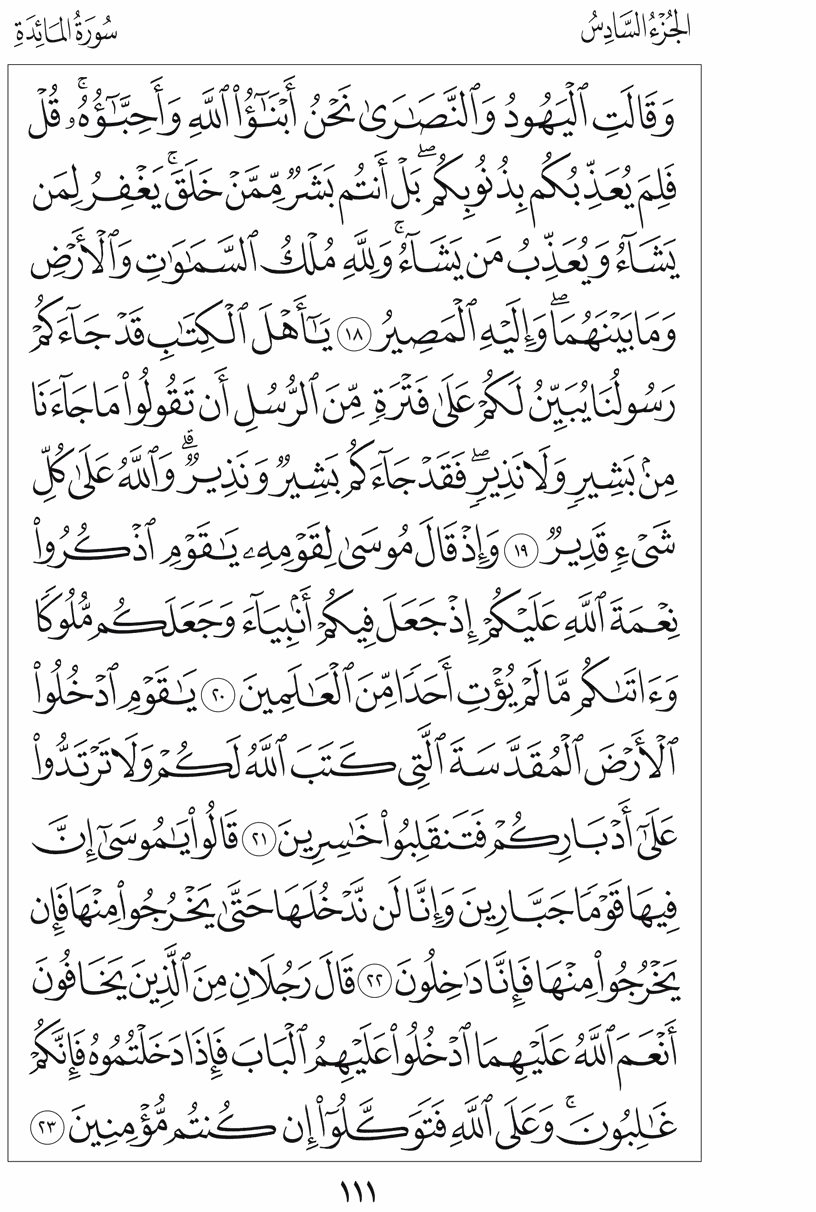 الجُزْءُ السَّادِسُ
سُورَةُ المَائِدَةِ
وَقَالَتِ ٱلْيَهُودُ وَٱلنَّصَٰرَىٰ نَحْنُ أَبْنَٰٓؤُا۟ ٱللَّهِ وَأَحِبَّٰٓؤُهُۥ ۚ قُلْ
فَلِمَ يُعَذِّبُكُم بِذُنُوبِكُم ۖ بَلْ أَنتُم بَشَرٌ مِّمَّنْ خَلَقَ ۚ يَغْفِرُ لِمَن
يَشَآءُ وَيُعَذِّبُ مَن يَشَآءُ ۚ وَلِلَّهِ مُلْكُ ٱلسَّمَٰوَٰتِ وَٱلْأَرْضِ
وَمَا بَيْنَهُمَا ۖ وَإِلَيْهِ ٱلْمَصِيرُ ١٨ يَٰٓأَهْلَ ٱلْكِتَٰبِ قَدْ جَآءَكُمْ
رَسُولُنَا يُبَيِّنُ لَكُمْ عَلَىٰ فَتْرَةٍ مِّنَ ٱلرُّسُلِ أَن تَقُولُوا۟ مَا جَآءَنَا
مِنۢ بَشِيرٍ وَلَا نَذِيرٍ ۖ فَقَدْ جَآءَكُم بَشِيرٌ وَنَذِيرٌ ۗ وَٱللَّهُ عَلَىٰ كُلِّ
شَىْءٍ قَدِيرٌ ١٩ وَإِذْ قَالَ مُوسَىٰ لِقَوْمِهِۦ يَٰقَوْمِ ٱذْكُرُوا۟
نِعْمَةَ ٱللَّهِ عَلَيْكُمْ إِذْ جَعَلَ فِيكُمْ أَنۢبِيَآءَ وَجَعَلَكُم مُّلُوكًا
وَءَاتَىٰكُم مَّا لَمْ يُؤْتِ أَحَدًا مِّنَ ٱلْعَٰلَمِينَ ٢٠ يَٰقَوْمِ ٱدْخُلُوا۟
ٱلْأَرْضَ ٱلْمُقَدَّسَةَ ٱلَّتِى كَتَبَ ٱللَّهُ لَكُمْ وَلَا تَرْتَدُّوا۟
عَلَىٰٓ أَدْبَارِكُمْ فَتَنقَلِبُوا۟ خَٰسِرِينَ ٢١ قَالُوا۟ يَٰمُوسَىٰٓ إِنَّ
فِيهَا قَوْمًا جَبَّارِينَ وَإِنَّا لَن نَّدْخُلَهَا حَتَّىٰ يَخْرُجُوا۟ مِنْهَا فَإِن
يَخْرُجُوا۟ مِنْهَا فَإِنَّا دَٰخِلُونَ ٢٢ قَالَ رَجُلَانِ مِنَ ٱلَّذِينَ يَخَافُونَ
أَنْعَمَ ٱللَّهُ عَلَيْهِمَا ٱدْخُلُوا۟ عَلَيْهِمُ ٱلْبَابَ فَإِذَا دَخَلْتُمُوهُ فَإِنَّكُمْ
غَٰلِبُونَ ۚ وَعَلَى ٱللَّهِ فَتَوَكَّلُوٓا۟ إِن كُنتُم مُّؤْمِنِينَ ٢٣
١١١